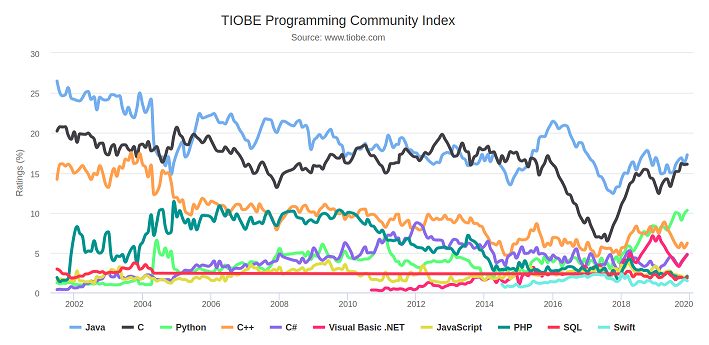 TIOBE Programming Community Index
Source: www.tiobe.com
Ratings (%)
30
25
20
15
10
5
0
2002 2004 2006 2008 2010 2012 2014 2016 2018 2020
Java C Python C++ C# Visual Basic .NET JavaScript PHP SQL Swift